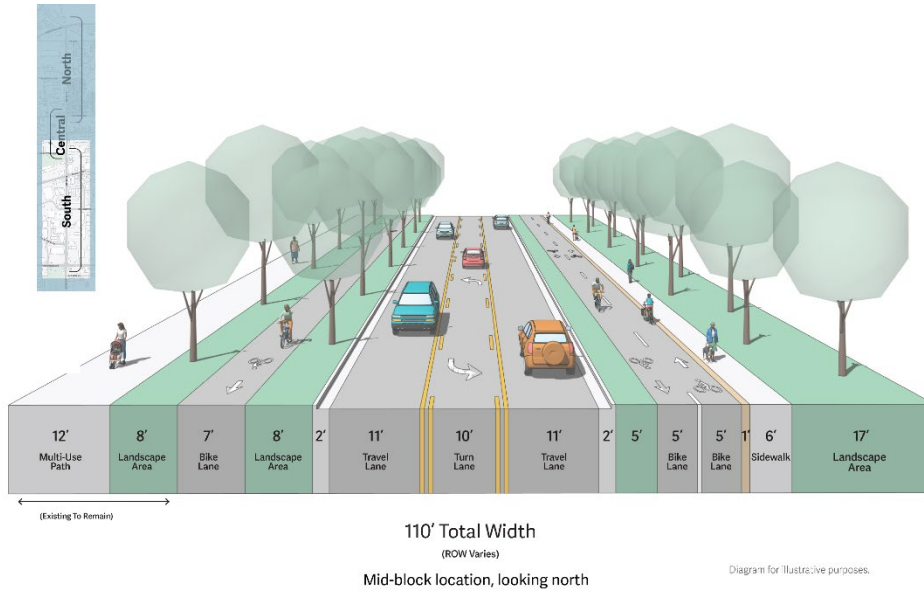 North
Central
South
12'
Multi-Use
Path
8'
Landscape
Area
7'
Bike
Lane
8'
Landscape
Area
2'
11'
Travel
Lane
10'
Turn
Lane
11'
Travel
Lane
2'
5'
5'
Bike
Lane
5'
Bike
Lane
1'
6'
Sidewalk
17'
Landscape
Area
(Existing To Remain)
110' Total Width
(ROW Varies)
Mid-block location, looking north
Diagram for illustrative purposes.